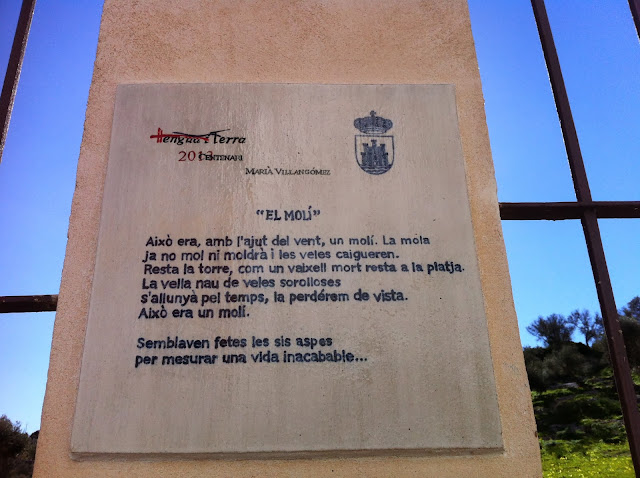 llengua i Terra
2013 CENTENARI
MARIÀ VILLANGÓMEZ
"EL MOLÍ"
Això era, amb l'ajut del vent, un molí. La mola
ja no mol ni moldrà i les veles caigueren.
Resta la torre, com un vaixell mort resta a la platja.
La vella nau de veles sorolloses
s'allunyà pel temps, la perdérem de vista.
Això era un molí.
Semblaven fetes les sis aspes
per mesurar una vida inacabable...